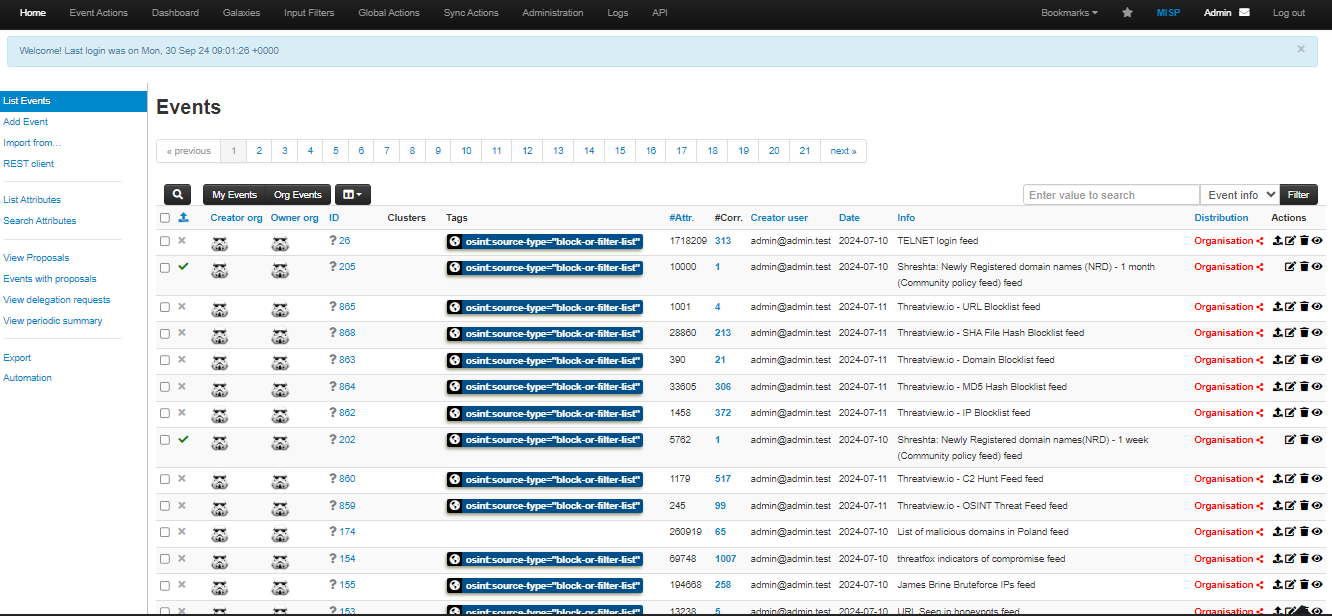 Home Event Actions Dashboard Galaxies Input Filters Global Actions Sync Actions Administration Logs API Bookmarks MISP Admin Log out
Welcome! Last login was on Mon, 30 Sep 24 09:01:26 +0000 ×
List Events
Add Event
Import from...
REST client
List Attributes
Search Attributes
View Proposals
Events with proposals
View delegation requests
View periodic summary
Export
Automation
Events
« previous 1 2 3 4 5 6 7 8 9 10 11 12 13 14 15 16 17 18 19 20 21 next »
My Events Org Events Enter value to search Event info Filter
Creator org Owner org ID Clusters Tags #Attr. #Corr. Creator user Date Info Distribution Actions
? 26 osint:source-type="block-or-filter-list" 1718209 313 admin@admin.test 2024-07-10 TELNET login feed Organisation
? 205 osint:source-type="block-or-filter-list" 10000 1 admin@admin.test 2024-07-10 Shreshta: Newly Registered domain names (NRD) - 1 month
(Community policy feed) feed Organisation
? 865 osint:source-type="block-or-filter-list" 1001 4 admin@admin.test 2024-07-11 Threatview.io - URL Blocklist feed Organisation
? 868 osint:source-type="block-or-filter-list" 28860 213 admin@admin.test 2024-07-11 Threatview.io - SHA File Hash Blocklist feed Organisation
? 863 osint:source-type="block-or-filter-list" 390 21 admin@admin.test 2024-07-11 Threatview.io - Domain Blocklist feed Organisation
? 864 osint:source-type="block-or-filter-list" 33605 306 admin@admin.test 2024-07-11 Threatview.io - MD5 Hash Blocklist feed Organisation
? 862 osint:source-type="block-or-filter-list" 1458 372 admin@admin.test 2024-07-11 Threatview.io - IP Blocklist feed Organisation
? 202 osint:source-type="block-or-filter-list" 5762 1 admin@admin.test 2024-07-10 Shreshta: Newly Registered domain names(NRD) - 1 week
(Community policy feed) feed Organisation
? 860 osint:source-type="block-or-filter-list" 1179 517 admin@admin.test 2024-07-11 Threatview.io - C2 Hunt Feed feed Organisation
? 859 osint:source-type="block-or-filter-list" 245 99 admin@admin.test 2024-07-11 Threatview.io - OSINT Threat Feed feed Organisation
? 174 260919 65 admin@admin.test 2024-07-10 List of malicious domains in Poland feed Organisation
? 154 osint:source-type="block-or-filter-list" 69748 1007 admin@admin.test 2024-07-10 threatfox indicators of compromise feed Organisation
? 155 osint:source-type="block-or-filter-list" 194668 258 admin@admin.test 2024-07-10 James Brine Bruteforce IPs feed Organisation
? 153 osint:source-type="block-or-filter-list" 13238 5 admin@admin.test 2024-07-10 URL Seen in honeypots feed Organisation